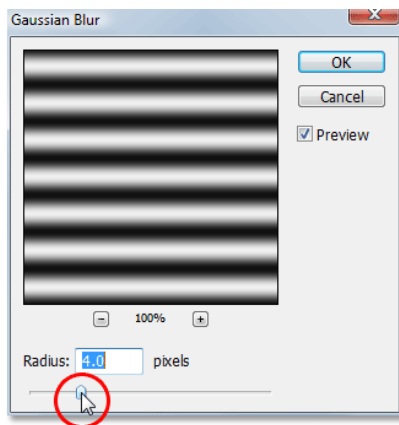 Gaussian Blur
OK
Cancel
Preview
100%
Radius: 4.0 pixels